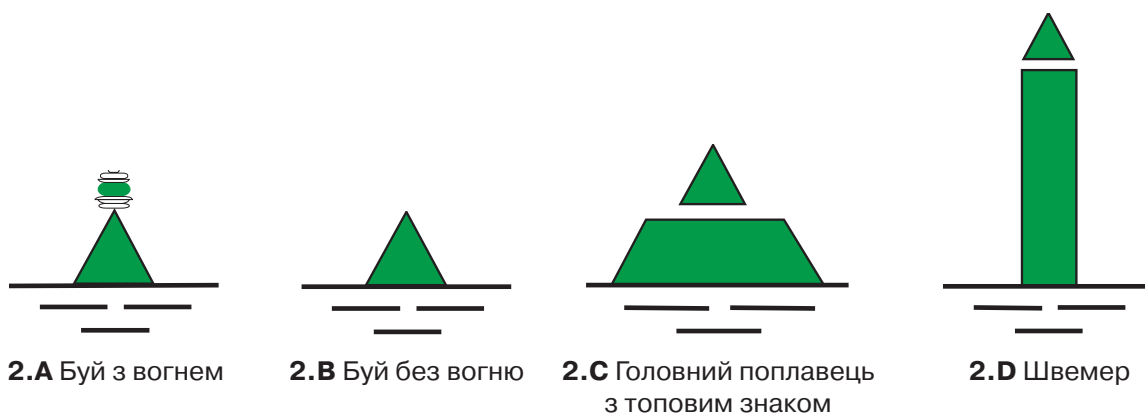 2.A Буй з вогнем
2.B Буй без вогню
2.C Головний поплавець
з топовим знаком
2.D Швемер